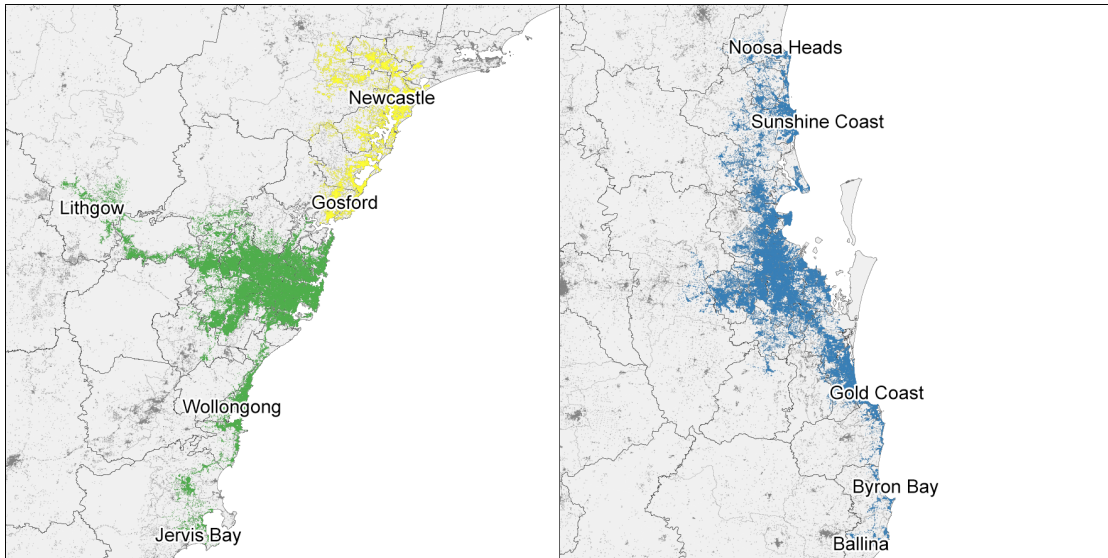 Newcastle
Lithgow
Gosford
Wollongong
Jervis Bay
Noosa Heads
Sunshine Coast
Gold Coast
Byron Bay
Ballina